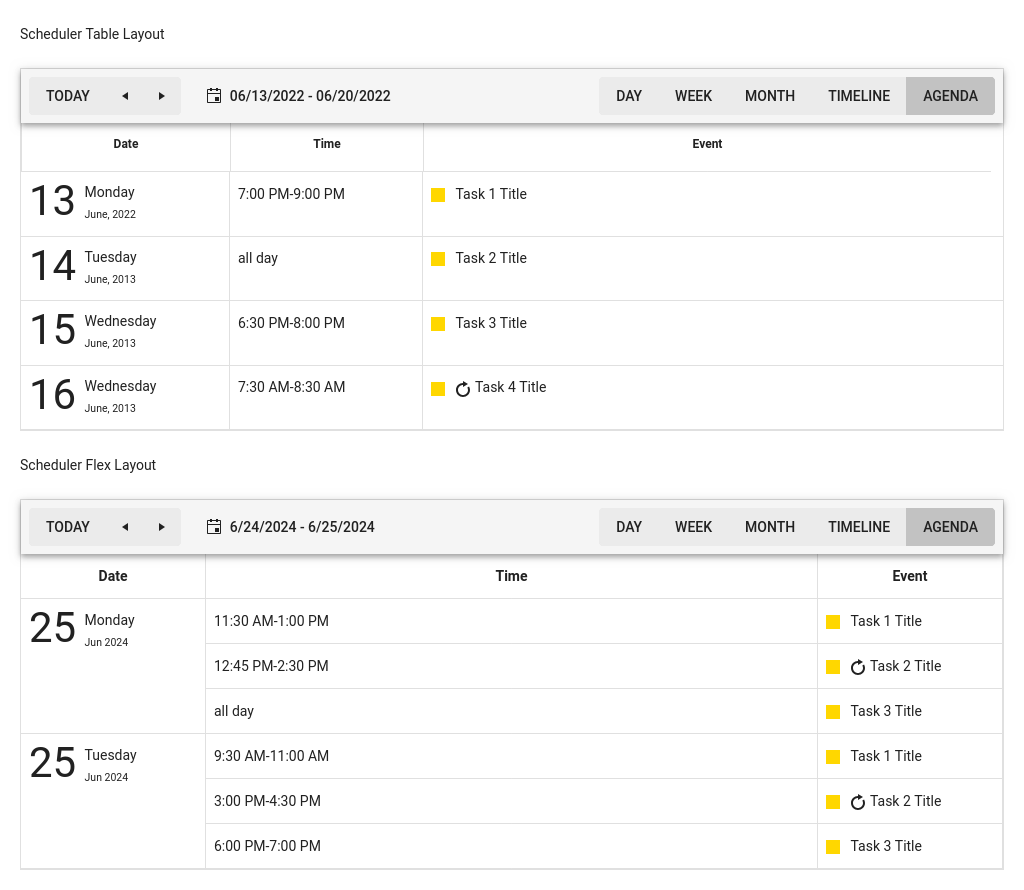 Scheduler Table Layout
TODAY 06/13/2022 - 06/20/2022 DAY WEEK MONTH TIMELINE AGENDA
Date Time Event
13 Monday 7:00 PM-9:00 PM Task 1 Title
June, 2022
14 Tuesday all day Task 2 Title
June, 2013
15 Wednesday 6:30 PM-8:00 PM Task 3 Title
June, 2013
16 Wednesday 7:30 AM-8:30 AM Task 4 Title
June, 2013
Scheduler Flex Layout
TODAY 6/24/2024 - 6/25/2024 DAY WEEK MONTH TIMELINE AGENDA
Date Time Event
25 Monday 11:30 AM-1:00 PM Task 1 Title
Jun 2024
12:45 PM-2:30 PM Task 2 Title
all day Task 3 Title
25 Tuesday 9:30 AM-11:00 AM Task 1 Title
Jun 2024
3:00 PM-4:30 PM Task 2 Title
6:00 PM-7:00 PM Task 3 Title